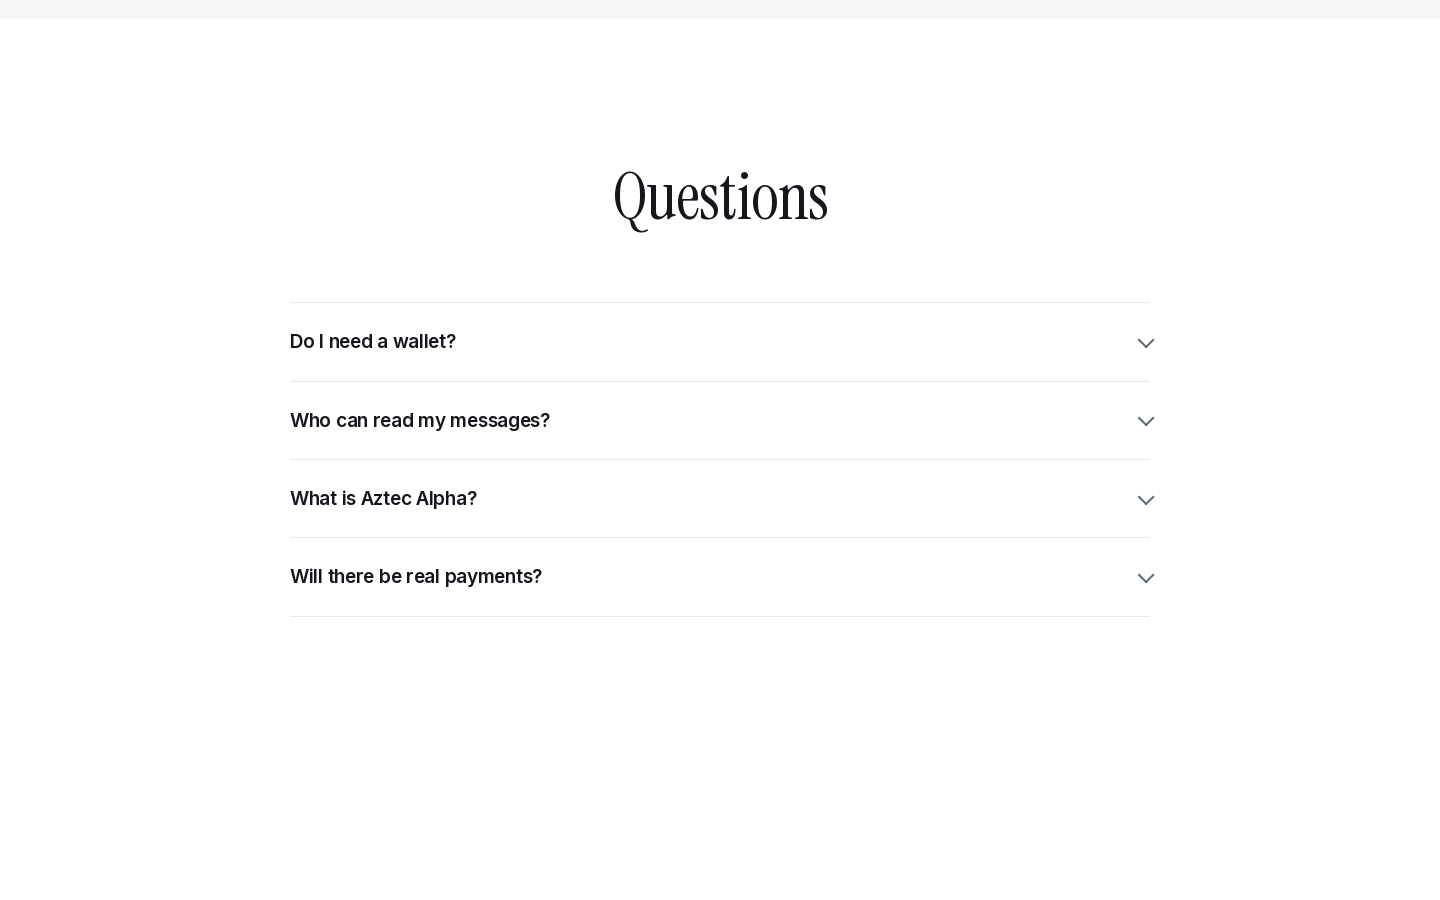 Questions
Do I need a wallet?
Who can read my messages?
What is Aztec Alpha?
Will there be real payments?